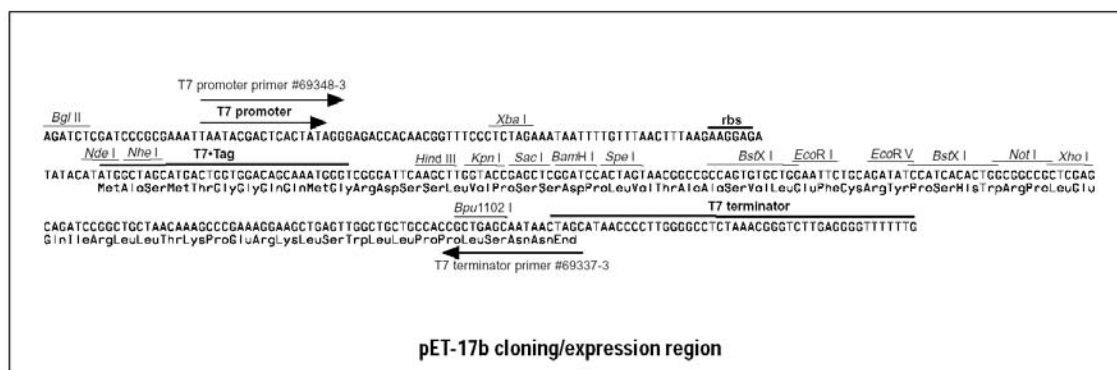 T7 promoter primer #69348-3
Bgl II T7 promoter Xba I rbs
AGATCTCGATCCCGCGAAATTAATACGACTCACTATAGGGAGACCACAACGGTTTCCCTCTAGAAATAATTTTGTTTAACTTTAAGAAGGAGA
Nde I Nhe I T7•Tag Hind III Kpn I Sac I BamH I Spe I BstX I EcoR I EcoR V BstX I Not I Xho I
TATACATATGGCTAGCATGACTGGTGGACAGCAAATGGGTCGGGATTCAAGCTTGGTACCGAGCTCGGATCCACTAGTAACGGCCGCCAGTGTGCTGGAATTCTGCAGATATCCATCACACTGGCGGCCGCTCGAG
MetAlaSerMetThrGlyGlyGlnGlnMetGlyArgAspSerSerLeuValProSerSerAspProLeuValThrAlaAlaSerValLeuGluPheCysArgTyrProSerHisTrpArgProLeuGlu
Bpu1102 I T7 terminator
CAGATCCGGCTGCTAACAAAGCCCGAAAGGAAGCTGAGTTGGCTGCTGCCACCGCTGAGCAATAACTAGCATAACCCCTTGGGGCCTCTAAACGGGTCTTGAGGGGTTTTTTG
GlnIleArgLeuLeuThrLysProGluArgLysLeuSerTrpLeuLeuProProLeuSerAsnAsnEnd
T7 terminator primer #69337-3
pET-17b cloning/expression region